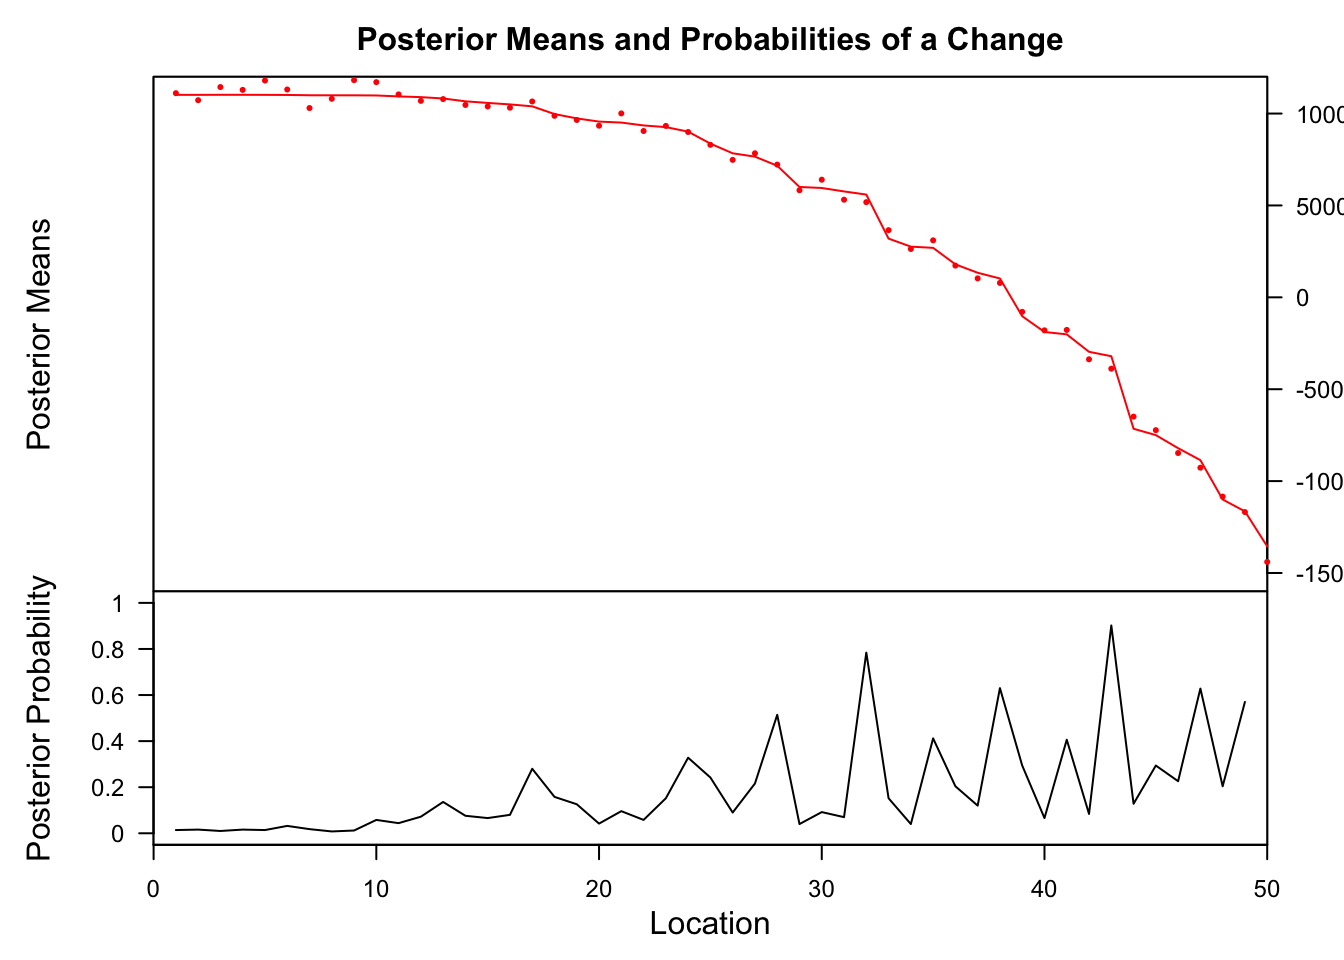 Posterior Means and Probabilities of a Change
Posterior Means
1000
5000
0
-500
-100
-150
Posterior Probability
1
0.8
0.6
0.4
0.2
0
0 10 20 30 40 50
Location